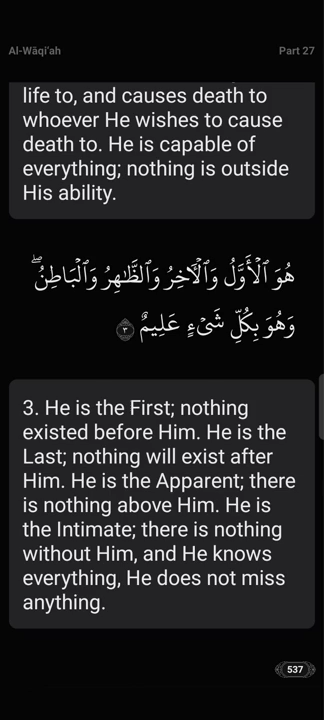 Al-Wāqi'ah Part 27
life to, and causes death to
whoever He wishes to cause
death to. He is capable of
everything; nothing is outside
His ability.
هُوَ ٱلْأَوَّلُ وَٱلْـَٔاخِرُ وَٱلظَّـٰهِرُ وَٱلْبَاطِنُ ۖ
وَهُوَ بِكُلِّ شَىْءٍ عَلِيمٌ ٣
3. He is the First; nothing
existed before Him. He is the
Last; nothing will exist after
Him. He is the Apparent; there
is nothing above Him. He is
the Intimate; there is nothing
without Him, and He knows
everything, He does not miss
anything.
537